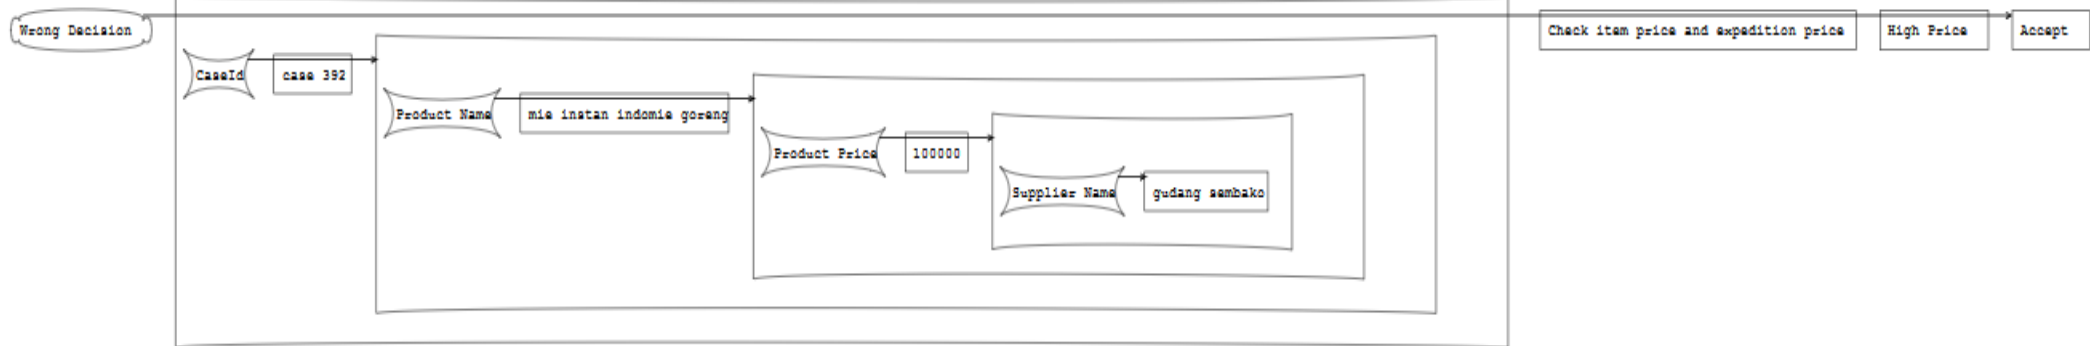 Wrong Decision
Check item price and expedition price
High Price
Accept
CaseId
case 392
Product Name
mie instan indomie goreng
Product Price
100000
Supplier Name
gudang sembako